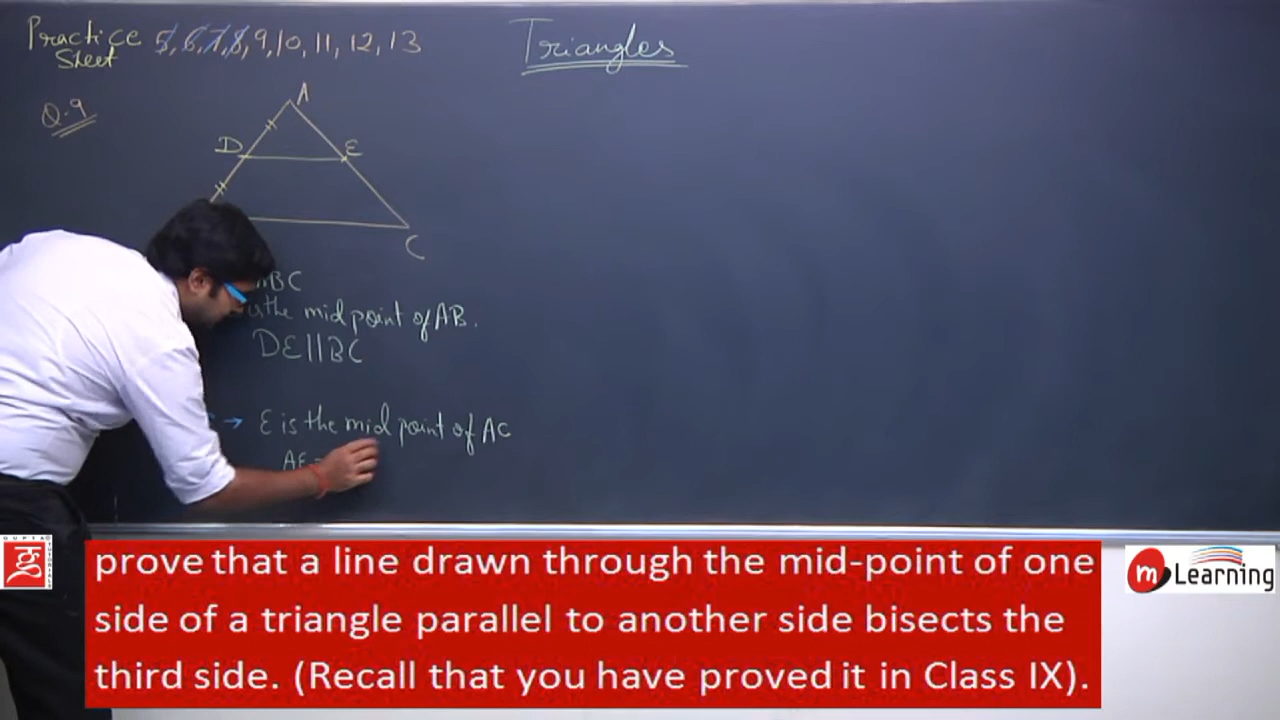 Practice 5, 6, 7, 8, 9, 10, 11, 12, 13
Sheet
Triangles
Q.9
A
D E
C
BC
is the mid point of AB.
DE||BC
→ E is the mid point of AC
AE =
prove that a line drawn through the mid-point of one
side of a triangle parallel to another side bisects the
third side. (Recall that you have proved it in Class IX).
GUPTA
TUTORIALS
m Learning